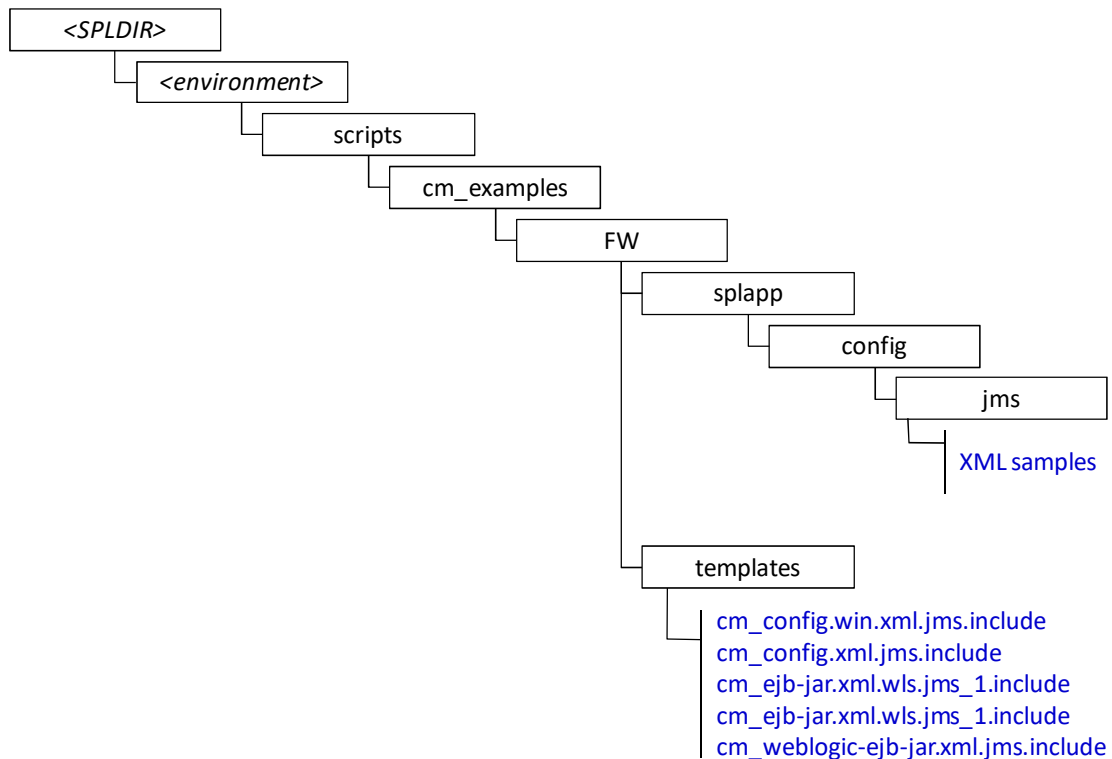 <SPLDIR>
<environment>
scripts
cm_examples
FW
splapp
config
jms
XML samples
templates
cm_config.win.xml.jms.include
cm_config.xml.jms.include
cm_ejb-jar.xml.wls.jms_1.include
cm_ejb-jar.xml.wls.jms_1.include
cm_weblogic-ejb-jar.xml.jms.include